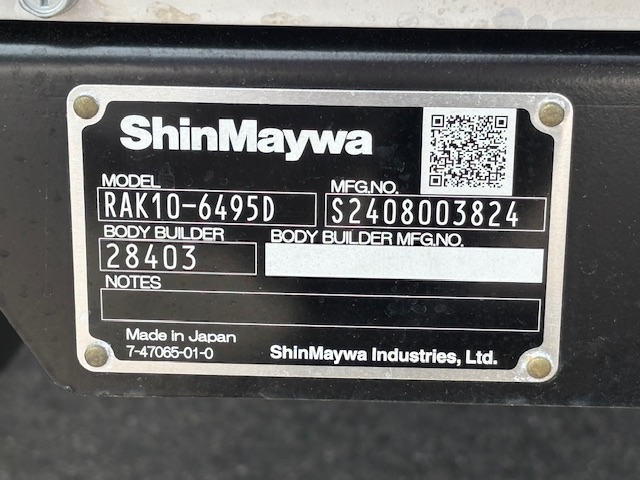 ShinMaywa
MODEL MFG.NO.
RAK10-6495D S2408003824
BODY BUILDER BODY BUILDER MFG.NO.
28403
NOTES
Made in Japan
7-47065-01-0 ShinMaywa Industries, Ltd.